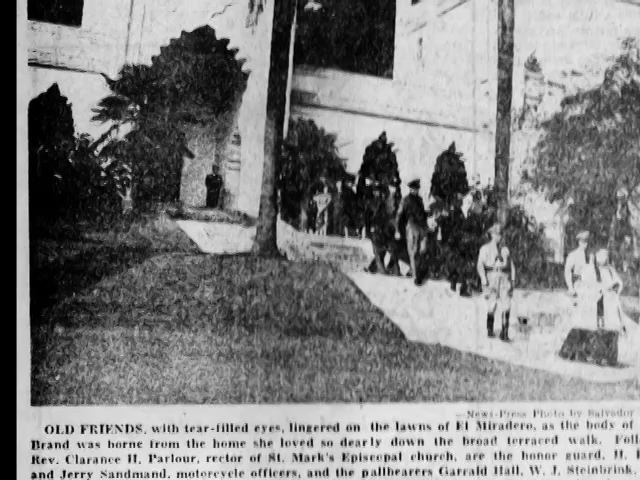 —News-Press Photo by Salvador
OLD FRIENDS, with tear-filled eyes, lingered on the lawns of El Miradero, as the body of
Brand was borne from the home she loved so dearly down the broad terraced walk. Foll
Rev. Clarance H. Parlour, rector of St. Mark's Episcopal church, are the honor guard, H. 
and Jerry Sandmand, motorcycle officers, and the pallbearers Garrald Hall, W. J. Steinbrink,